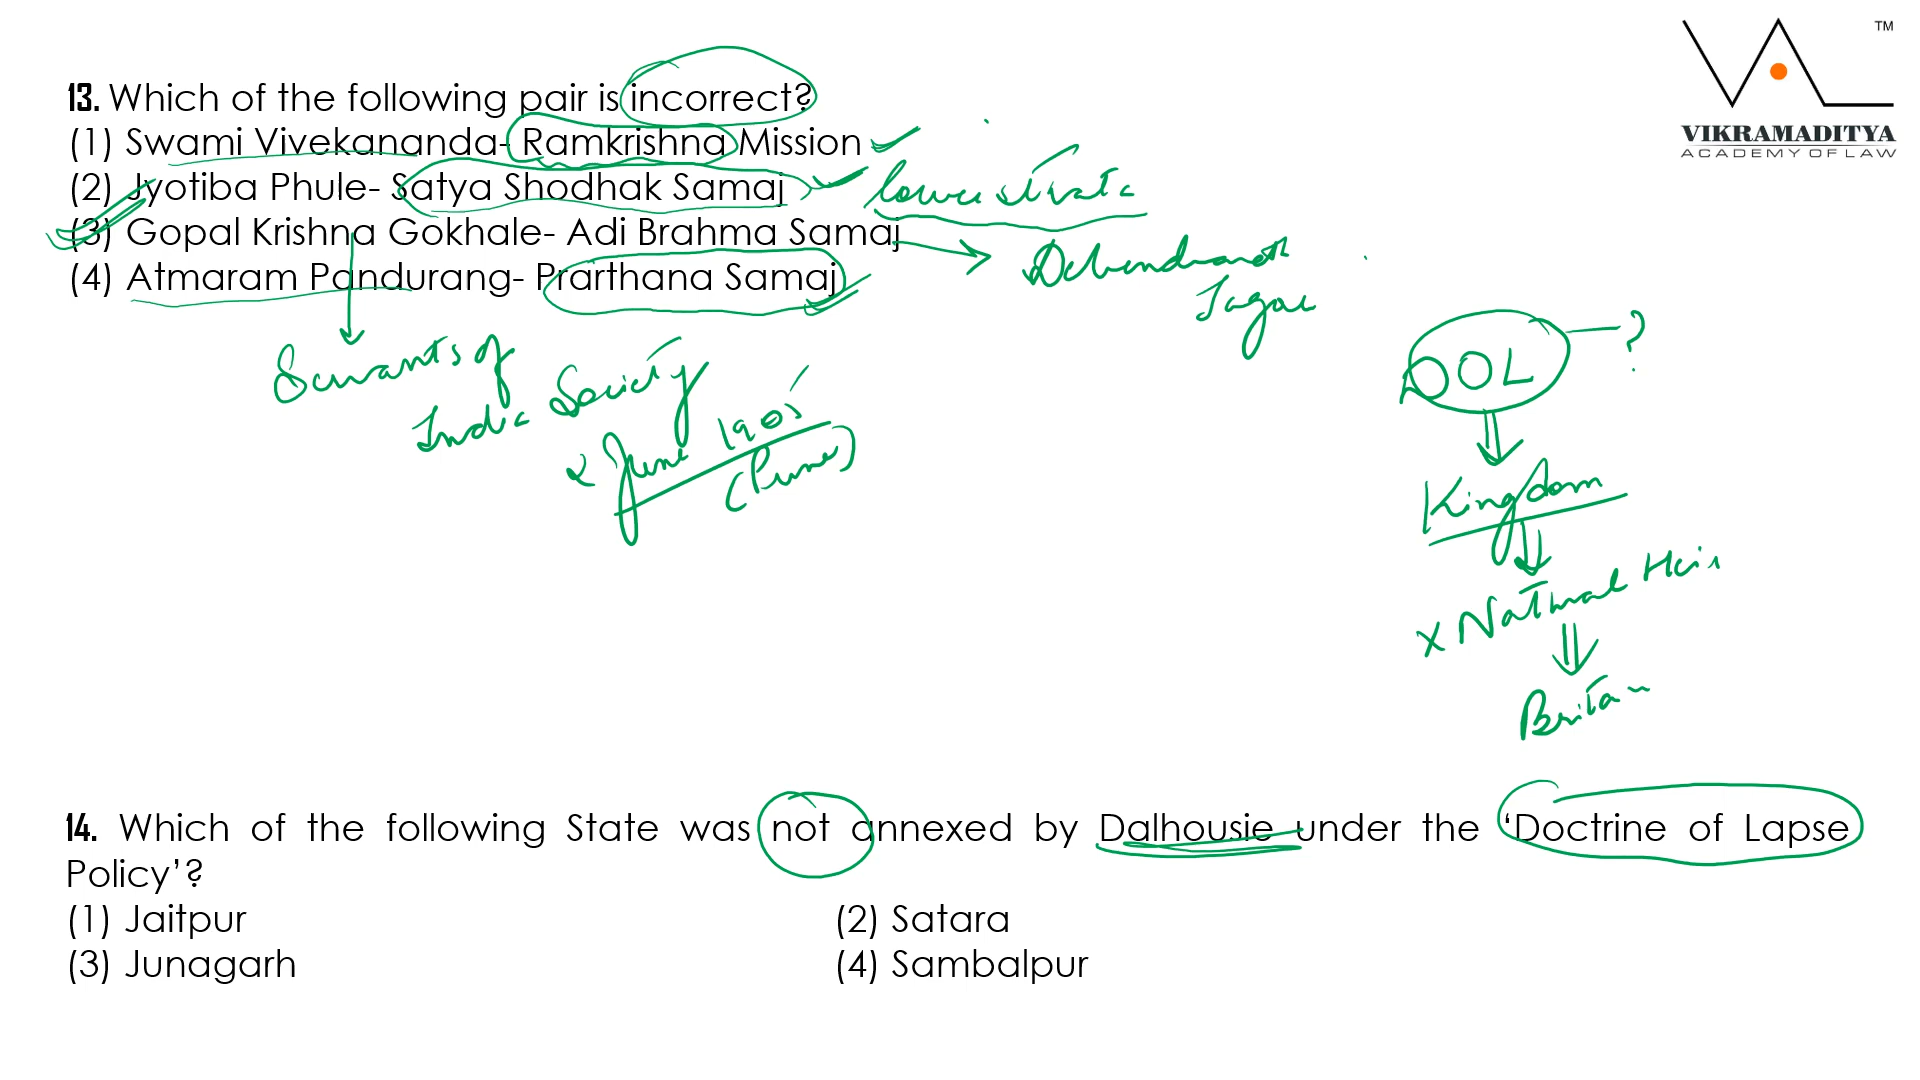 TM
VIKRAMADITYA
ACADEMY OF LAW
13. Which of the following pair is incorrect?
(1) Swami Vivekananda- Ramkrishna Mission
(2) Jyotiba Phule- Satya Shodhak Samaj
(3) Gopal Krishna Gokhale- Adi Brahma Samaj
(4) Atmaram Pandurang- Prarthana Samaj
lower strata
Debendranath
Tagore
Servants of
India Society
June 1905
(Pune)
DOL - ?
Kingdom
x Natural Heir
Britain
14. Which of the following State was not annexed by Dalhousie under the ‘Doctrine of Lapse
Policy’?
(1) Jaitpur (2) Satara
(3) Junagarh (4) Sambalpur